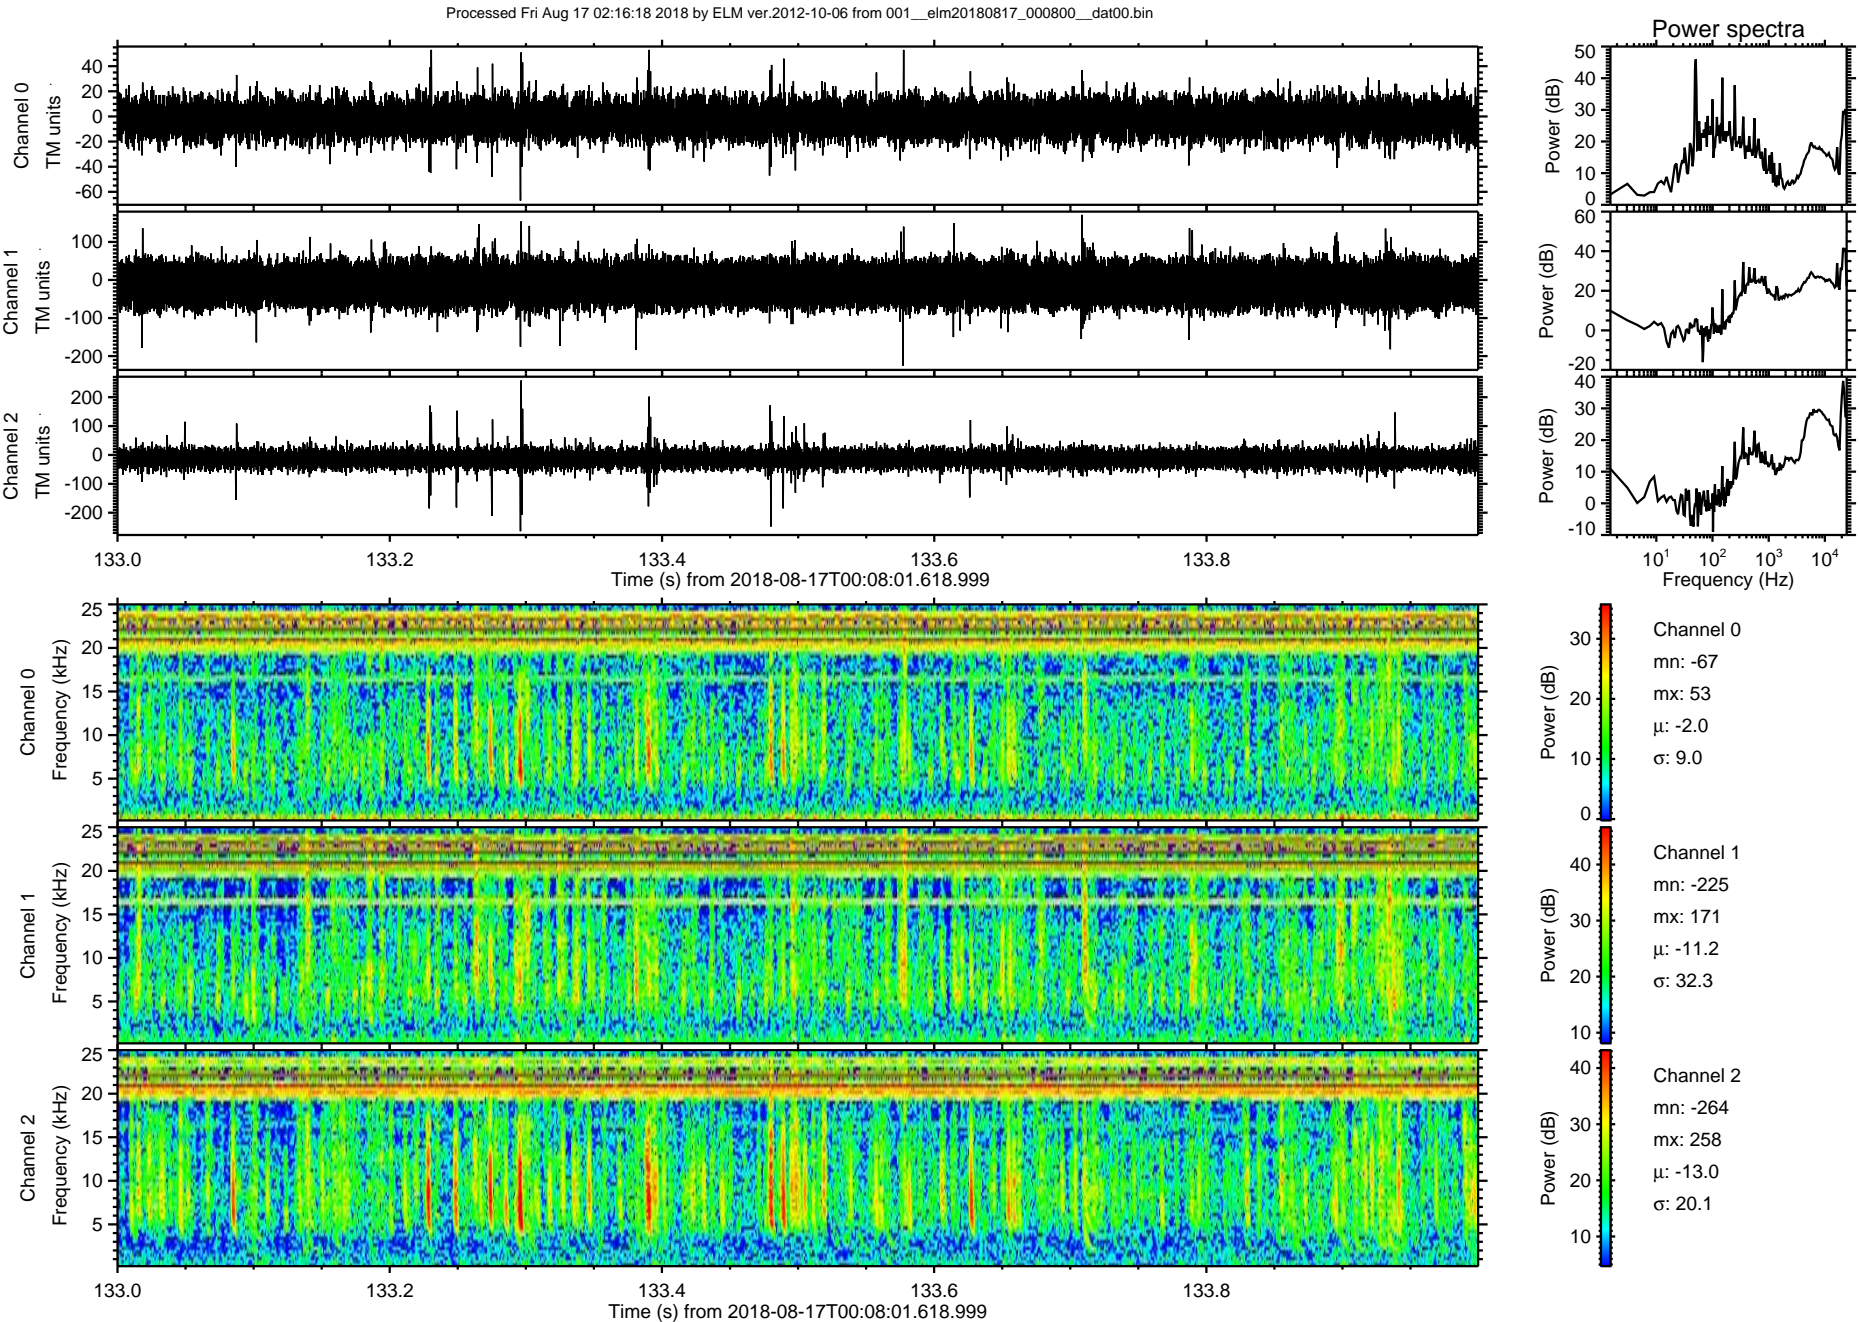 Processed Fri Aug 17 02:16:18 2018 by ELM ver.2012-10-06 from 001__elm20180817_000800__dat00.bin
Power spectra
Channel 0
TM units
40
20
0
-20
-40
-60
Power (dB)
50
40
30
20
10
0
Channel 1
TM units
100
0
-100
-200
Power (dB)
60
40
20
0
-20
Channel 2
TM units
200
100
0
-100
-200
Power (dB)
40
30
20
10
0
-10
133.0 133.2 133.4 133.6 133.8
Time (s) from 2018-08-17T00:08:01.618.999
10¹ 10² 10³ 10⁴
Frequency (Hz)
Channel 0
Frequency (kHz)
25
20
15
10
5
Power (dB)
30
20
10
0
Channel 0
mn: -67
mx: 53
μ: -2.0
σ: 9.0
Channel 1
Frequency (kHz)
25
20
15
10
5
Power (dB)
40
30
20
10
Channel 1
mn: -225
mx: 171
μ: -11.2
σ: 32.3
Channel 2
Frequency (kHz)
25
20
15
10
5
Power (dB)
40
30
20
10
Channel 2
mn: -264
mx: 258
μ: -13.0
σ: 20.1
133.0 133.2 133.4 133.6 133.8
Time (s) from 2018-08-17T00:08:01.618.999